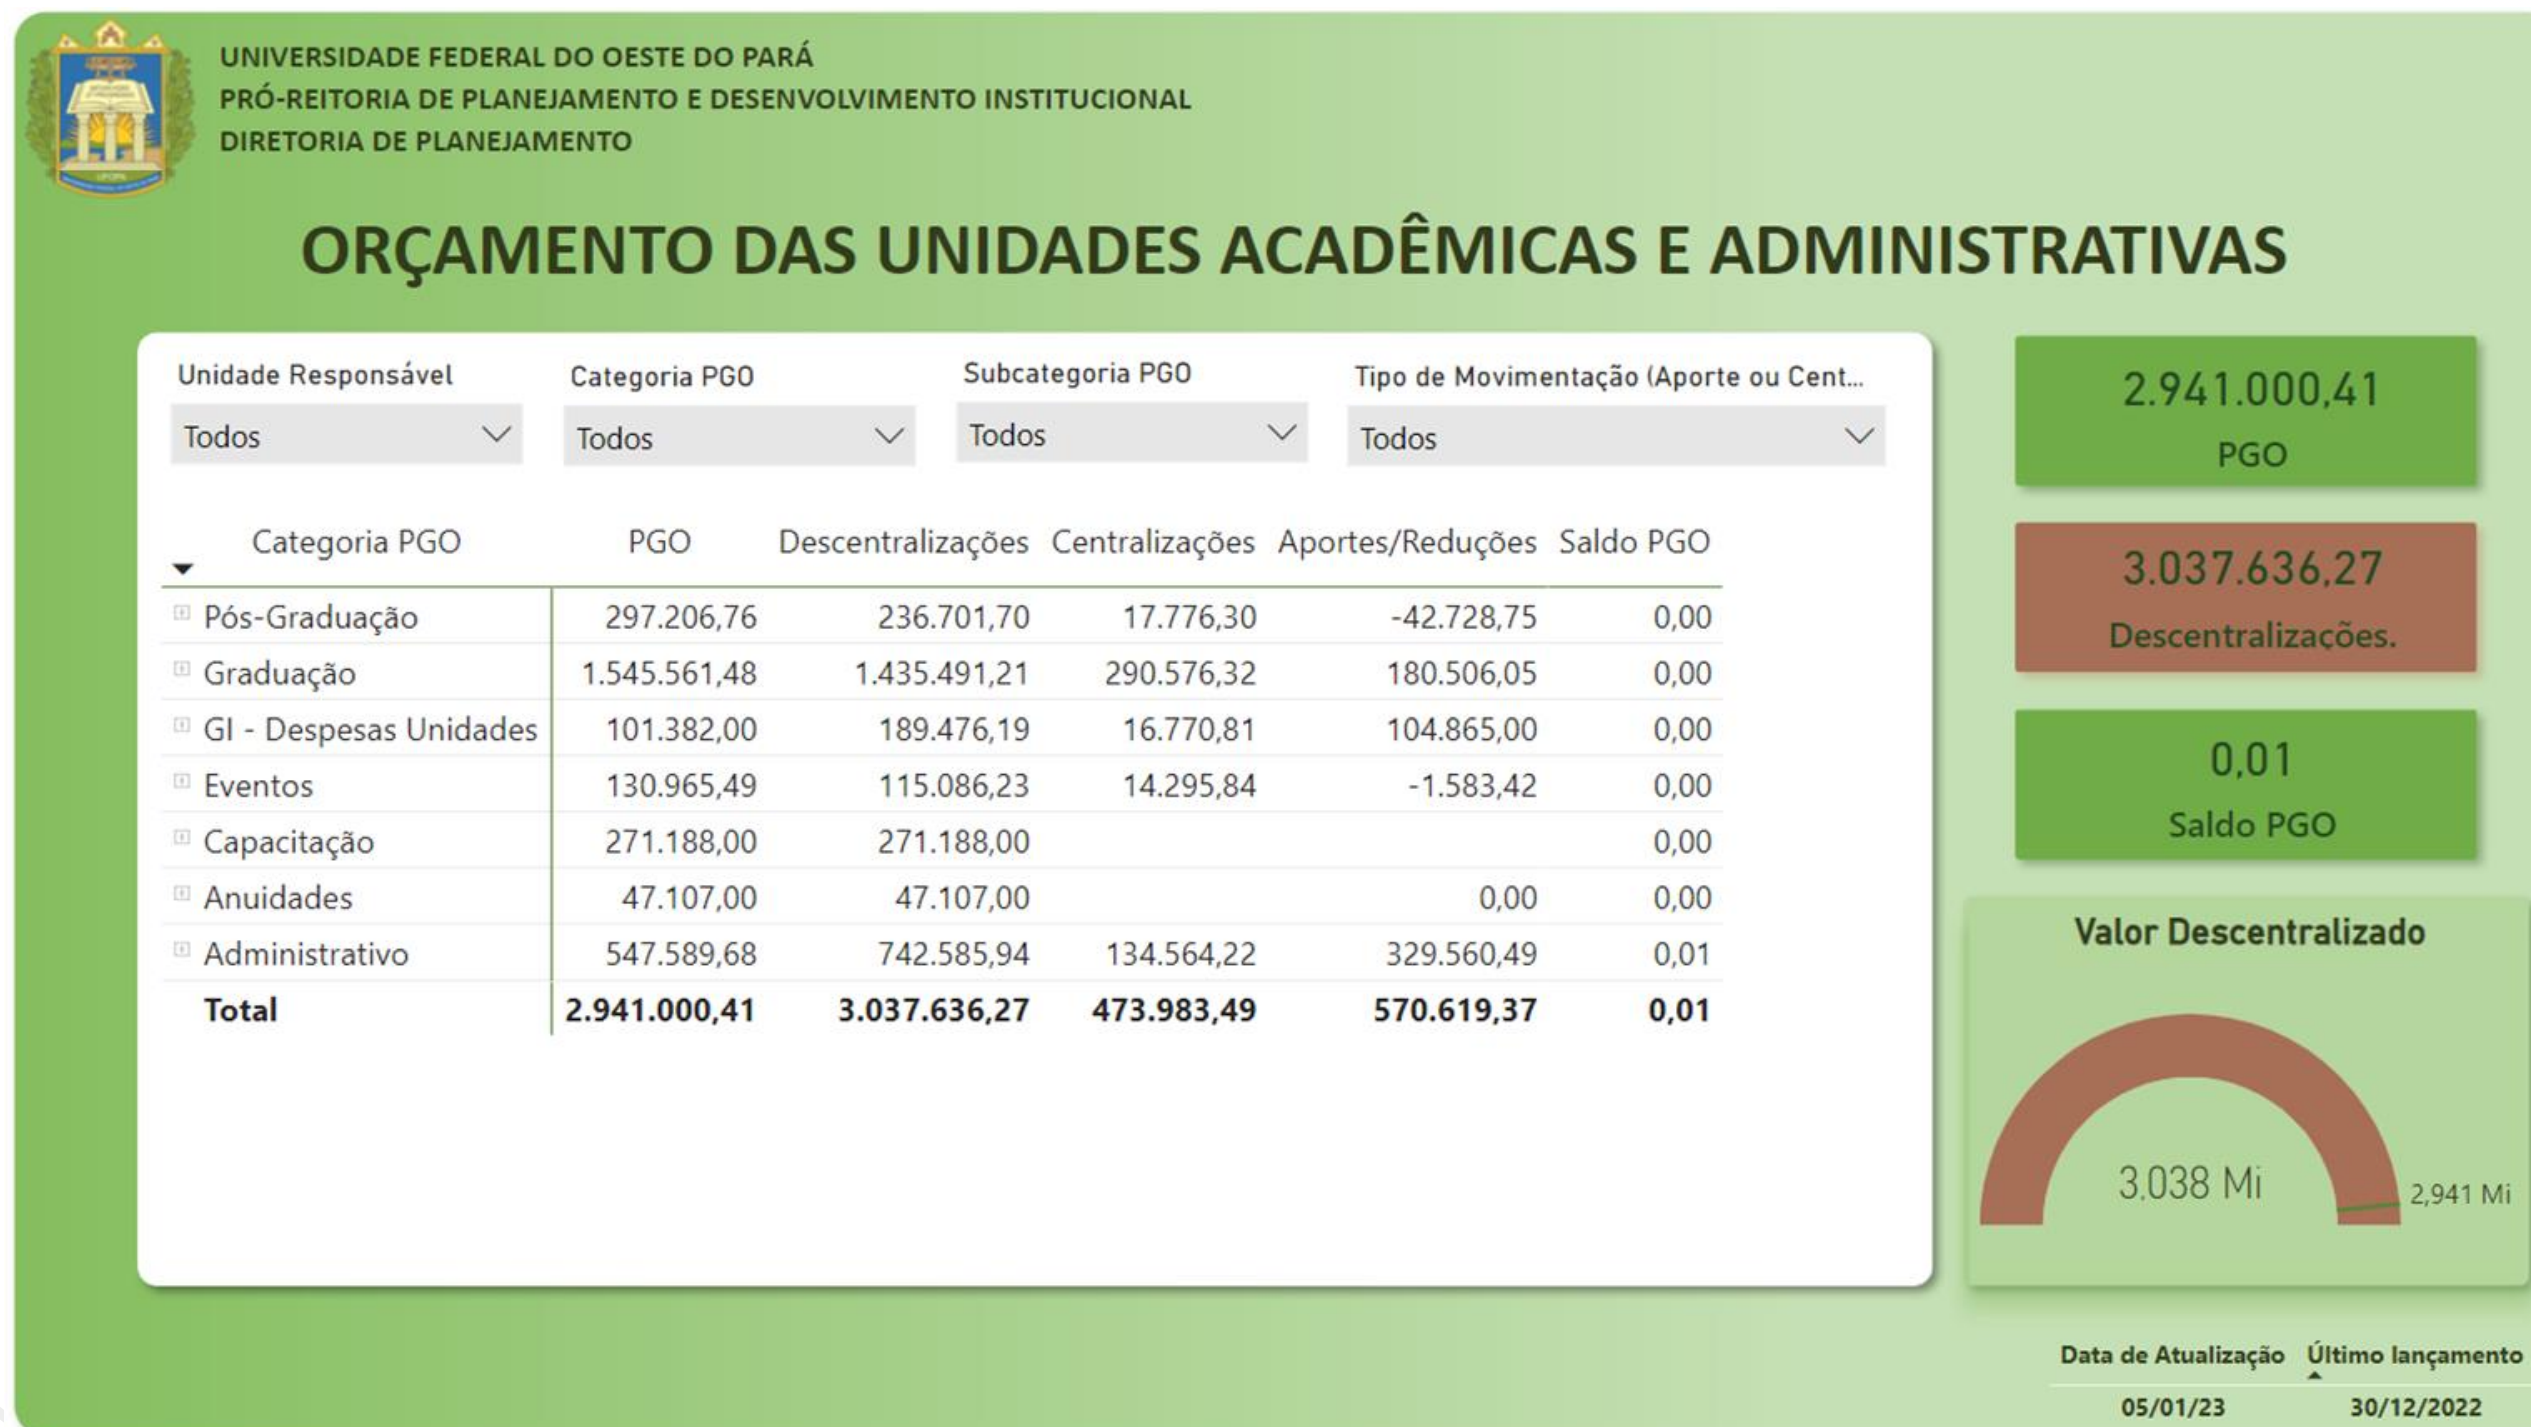 UNIVERSIDADE FEDERAL DO OESTE DO PARÁ
PRÓ-REITORIA DE PLANEJAMENTO E DESENVOLVIMENTO INSTITUCIONAL
DIRETORIA DE PLANEJAMENTO
ORÇAMENTO DAS UNIDADES ACADÊMICAS E ADMINISTRATIVAS
Unidade Responsável Categoria PGO Subcategoria PGO Tipo de Movimentação (Aporte ou Cent...
Todos Todos Todos Todos
Categoria PGO PGO Descentralizações Centralizações Aportes/Reduções Saldo PGO
Pós-Graduação 297.206,76 236.701,70 17.776,30 -42.728,75 0,00
Graduação 1.545.561,48 1.435.491,21 290.576,32 180.506,05 0,00
GI - Despesas Unidades 101.382,00 189.476,19 16.770,81 104.865,00 0,00
Eventos 130.965,49 115.086,23 14.295,84 -1.583,42 0,00
Capacitação 271.188,00 271.188,00 0,00
Anuidades 47.107,00 47.107,00 0,00 0,00
Administrativo 547.589,68 742.585,94 134.564,22 329.560,49 0,01
Total 2.941.000,41 3.037.636,27 473.983,49 570.619,37 0,01
2.941.000,41
PGO
3.037.636,27
Descentralizações.
0,01
Saldo PGO
Valor Descentralizado
3,038 Mi
2,941 Mi
Data de Atualização Último lançamento
05/01/23 30/12/2022